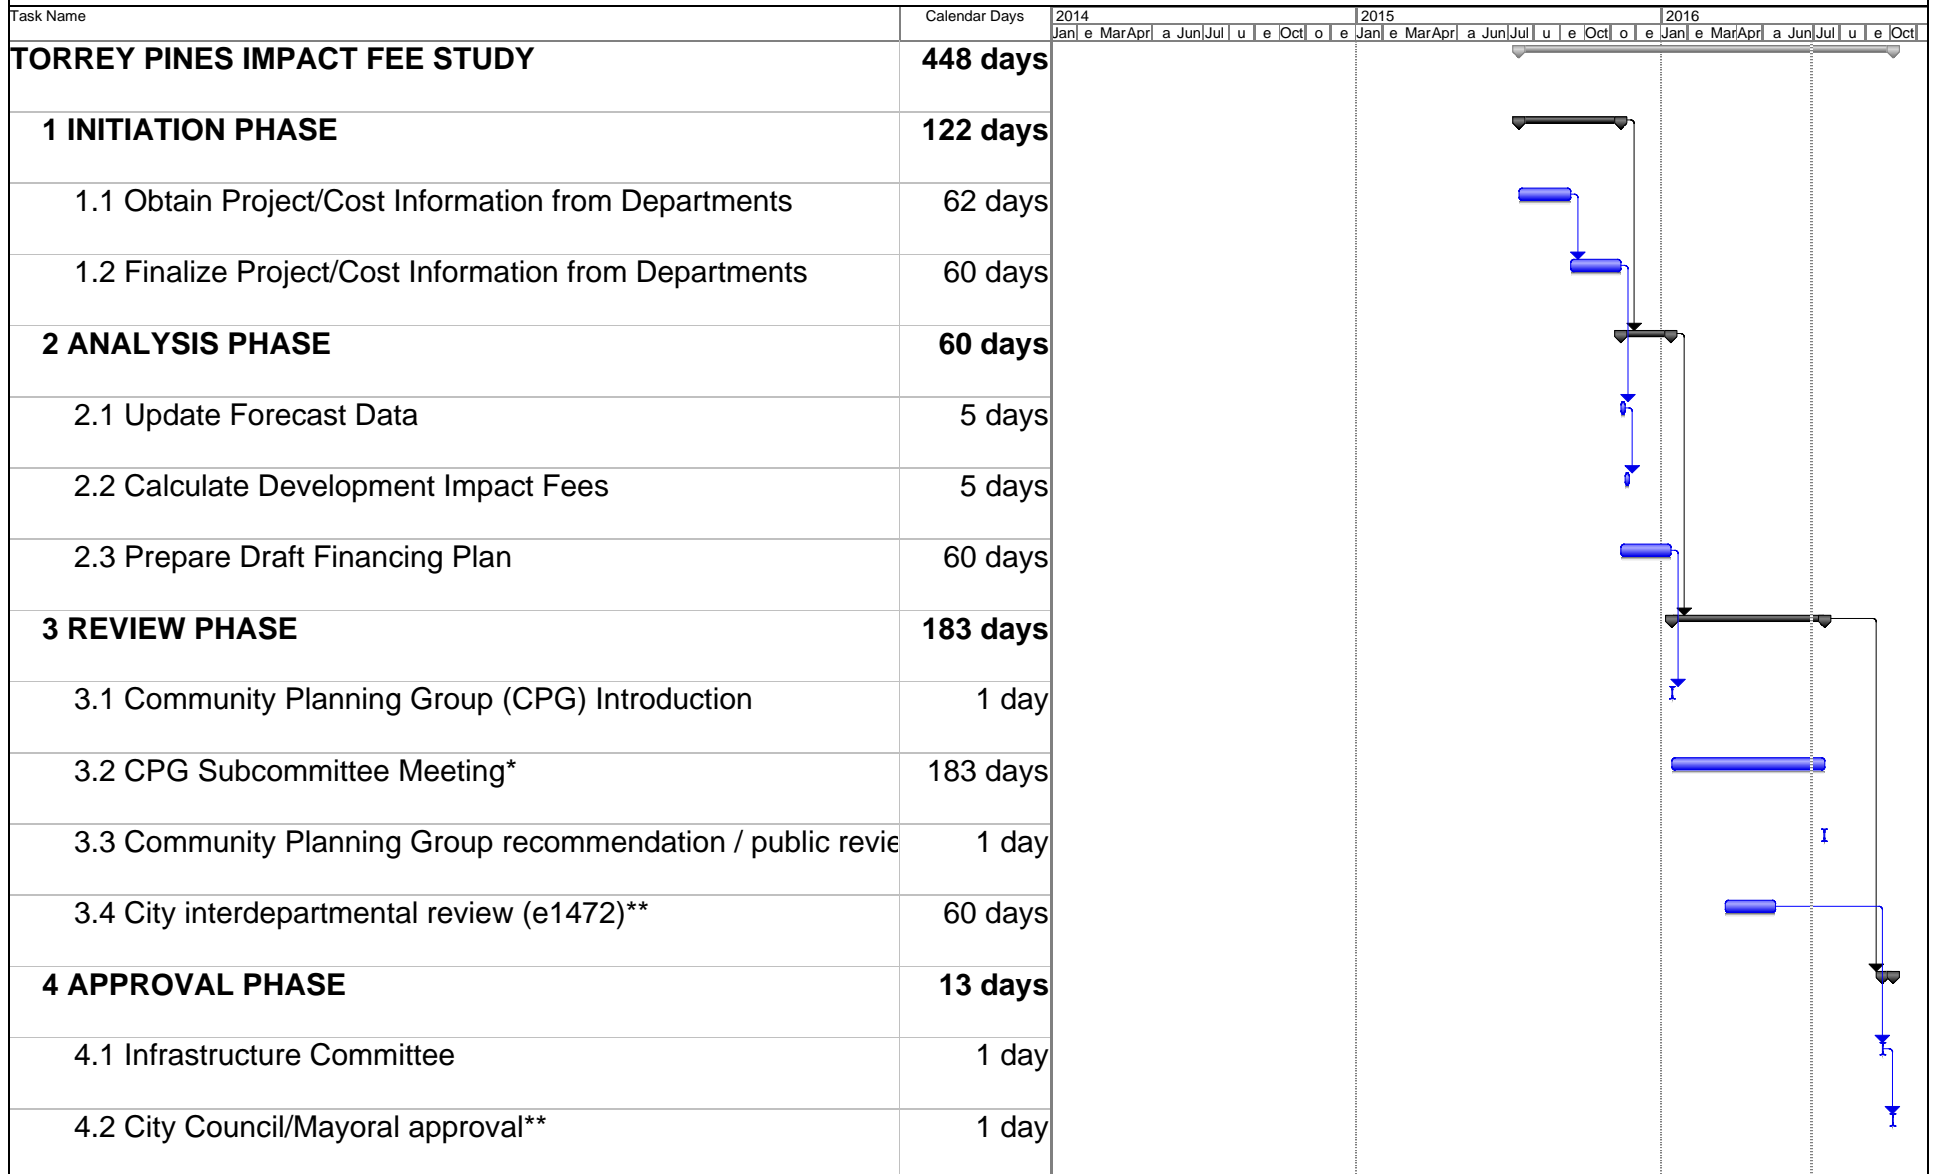 Task Name Calendar Days 2014 2015 2016
Jan e Mar Apr a Jun Jul u e Oct o e Jan e Mar Apr a Jun Jul u e Oct o e Jan e Mar Apr a Jun Jul u e Oct
TORREY PINES IMPACT FEE STUDY 448 days
1 INITIATION PHASE 122 days
1.1 Obtain Project/Cost Information from Departments 62 days
1.2 Finalize Project/Cost Information from Departments 60 days
2 ANALYSIS PHASE 60 days
2.1 Update Forecast Data 5 days
2.2 Calculate Development Impact Fees 5 days
2.3 Prepare Draft Financing Plan 60 days
3 REVIEW PHASE 183 days
3.1 Community Planning Group (CPG) Introduction 1 day
3.2 CPG Subcommittee Meeting* 183 days
3.3 Community Planning Group recommendation / public revie 1 day
3.4 City interdepartmental review (e1472)** 60 days
4 APPROVAL PHASE 13 days
4.1 Infrastructure Committee 1 day
4.2 City Council/Mayoral approval** 1 day